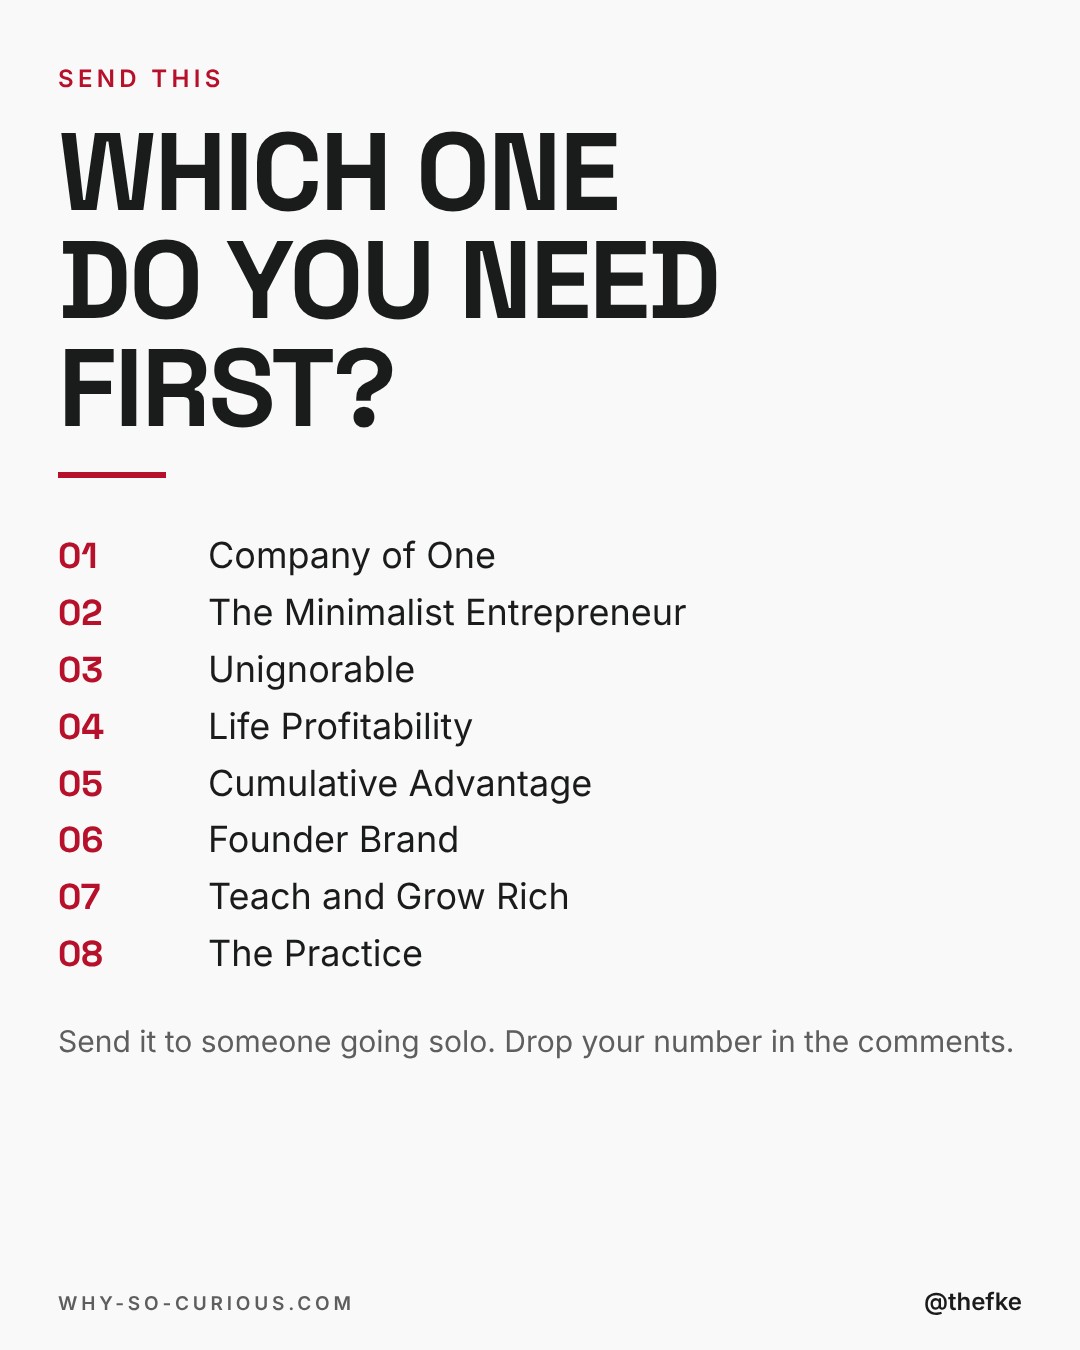 SEND THIS
WHICH ONE
DO YOU NEED
FIRST?
01 Company of One
02 The Minimalist Entrepreneur
03 Unignorable
04 Life Profitability
05 Cumulative Advantage
06 Founder Brand
07 Teach and Grow Rich
08 The Practice
Send it to someone going solo. Drop your number in the comments.
WHY-SO-CURIOUS.COM
@thefke